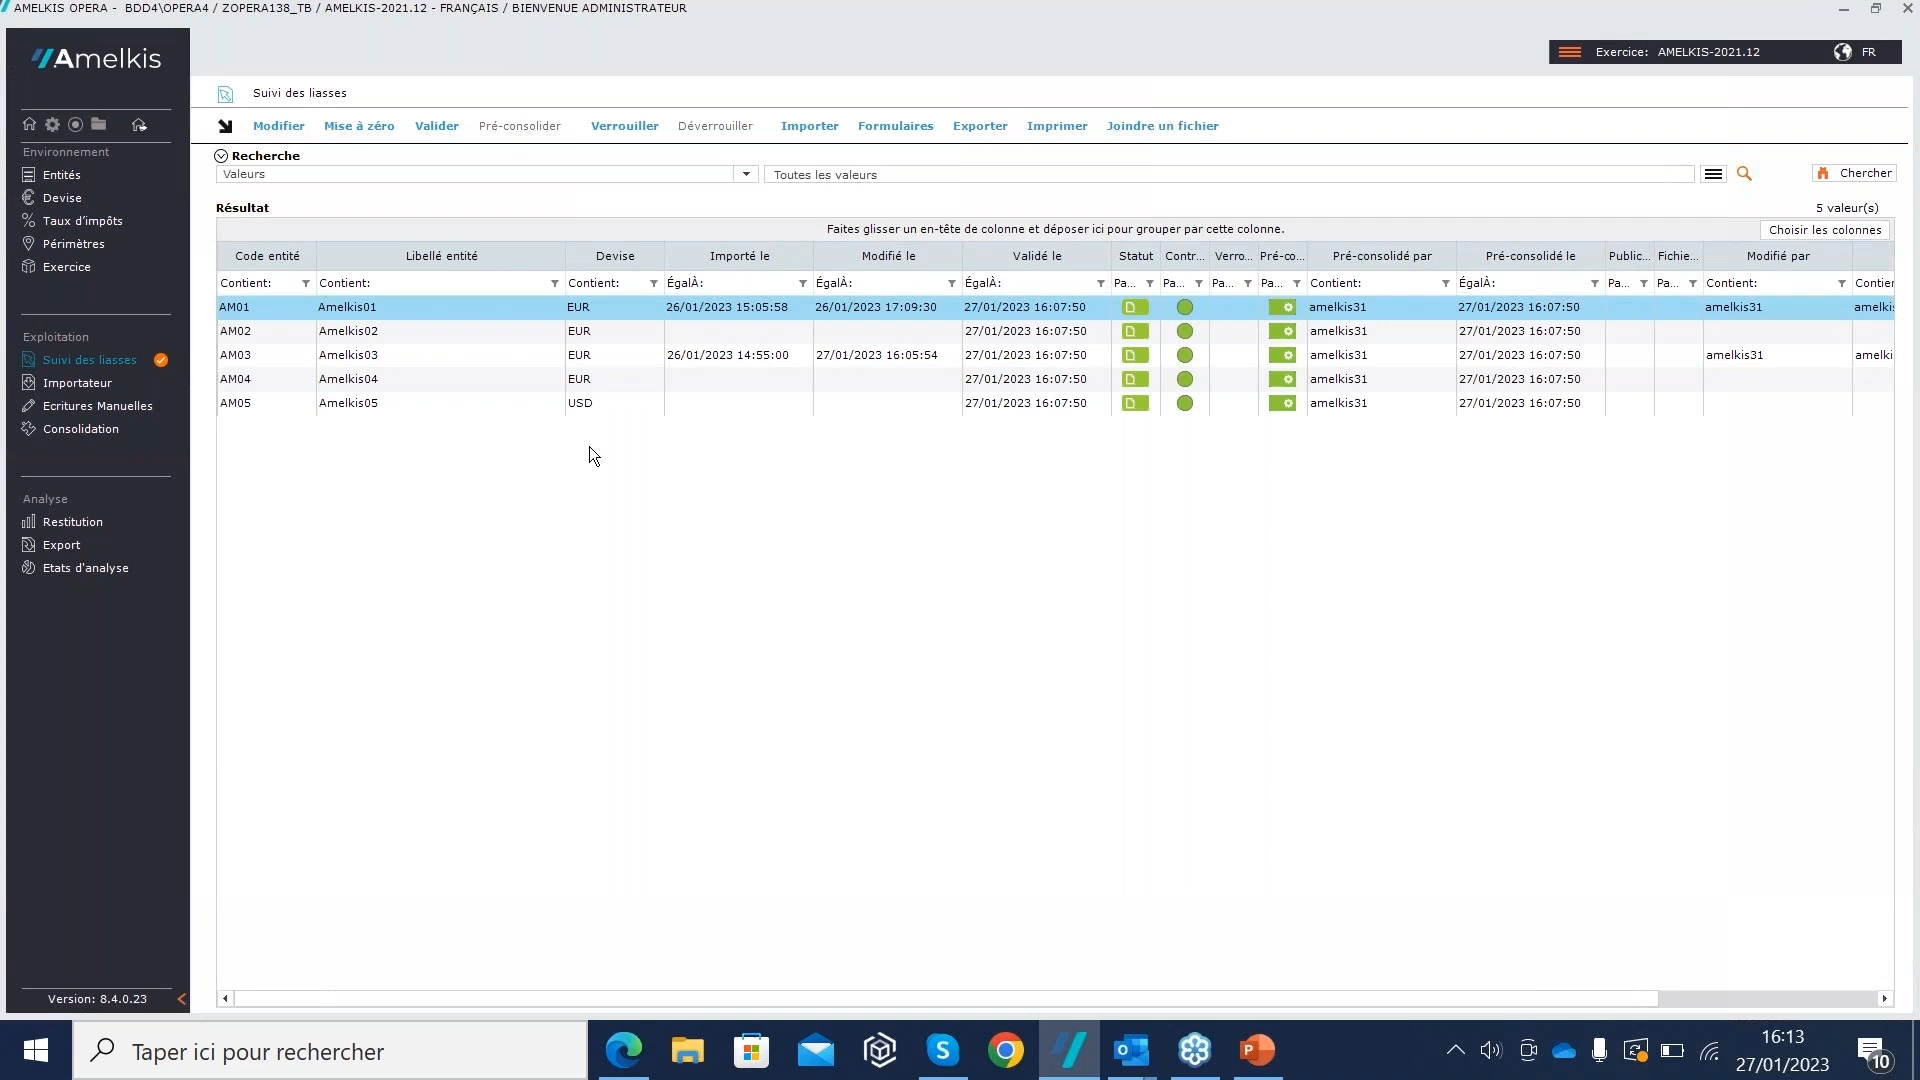 AMELKIS OPERA - BDD4\OPERA4 / ZOPERA138_TB / AMELKIS-2021.12 - FRANÇAIS / BIENVENUE ADMINISTRATEUR
Amelkis
Exercice: AMELKIS-2021.12 FR
Environnement
Entités
Devise
Taux d'impôts
Périmètres
Exercice
Exploitation
Suivi des liasses
Importateur
Ecritures Manuelles
Consolidation
Analyse
Restitution
Export
Etats d'analyse
Version: 8.4.0.23
Suivi des liasses
Modifier Mise à zéro Valider Pré-consolider Verrouiller Déverrouiller Importer Formulaires Exporter Imprimer Joindre un fichier
Recherche
Valeurs Toutes les valeurs Chercher
Résultat 5 valeur(s)
Faites glisser un en-tête de colonne et déposer ici pour grouper par cette colonne. Choisir les colonnes
Code entité Libellé entité Devise Importé le Modifié le Validé le Statut Contr... Verro... Pré-co... Pré-consolidé par Pré-consolidé le Public... Fichie... Modifié par
Contient: Contient: Contient: ÉgalÀ: ÉgalÀ: ÉgalÀ: Pa... Pa... Pa... Pa... Contient: ÉgalÀ: Pa... Pa... Contient: Contien
AM01 Amelkis01 EUR 26/01/2023 15:05:58 26/01/2023 17:09:30 27/01/2023 16:07:50 amelkis31 27/01/2023 16:07:50 amelkis31 amelkis
AM02 Amelkis02 EUR 27/01/2023 16:07:50 amelkis31 27/01/2023 16:07:50
AM03 Amelkis03 EUR 26/01/2023 14:55:00 27/01/2023 16:05:54 27/01/2023 16:07:50 amelkis31 27/01/2023 16:07:50 amelkis31 amelki
AM04 Amelkis04 EUR 27/01/2023 16:07:50 amelkis31 27/01/2023 16:07:50
AM05 Amelkis05 USD 27/01/2023 16:07:50 amelkis31 27/01/2023 16:07:50
Taper ici pour rechercher
16:13
27/01/2023
10